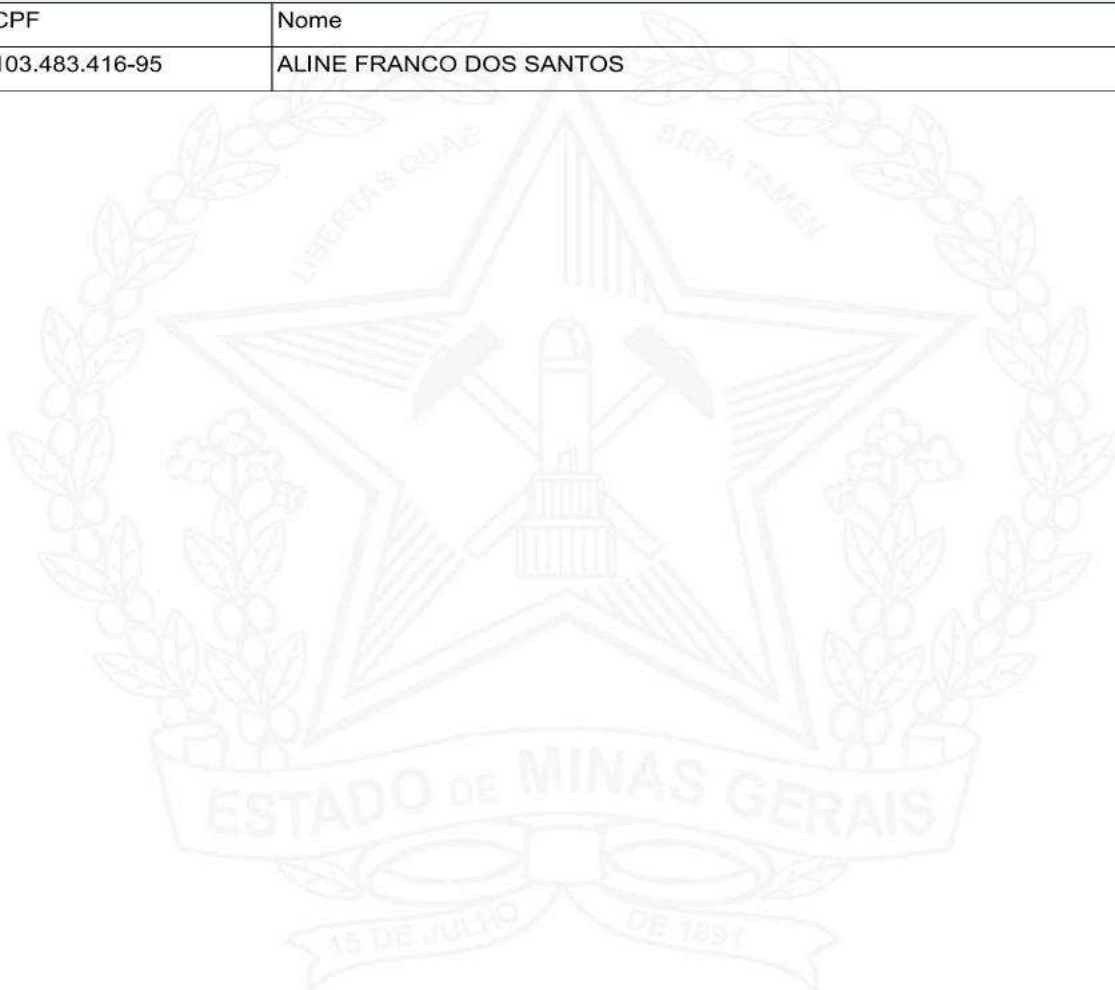 CPF Nome
103.483.416-95 ALINE FRANCO DOS SANTOS
LIBERTAS QUAE SERA TAMEN
ESTADO DE MINAS GERAIS
15 DE JULHO DE 1891